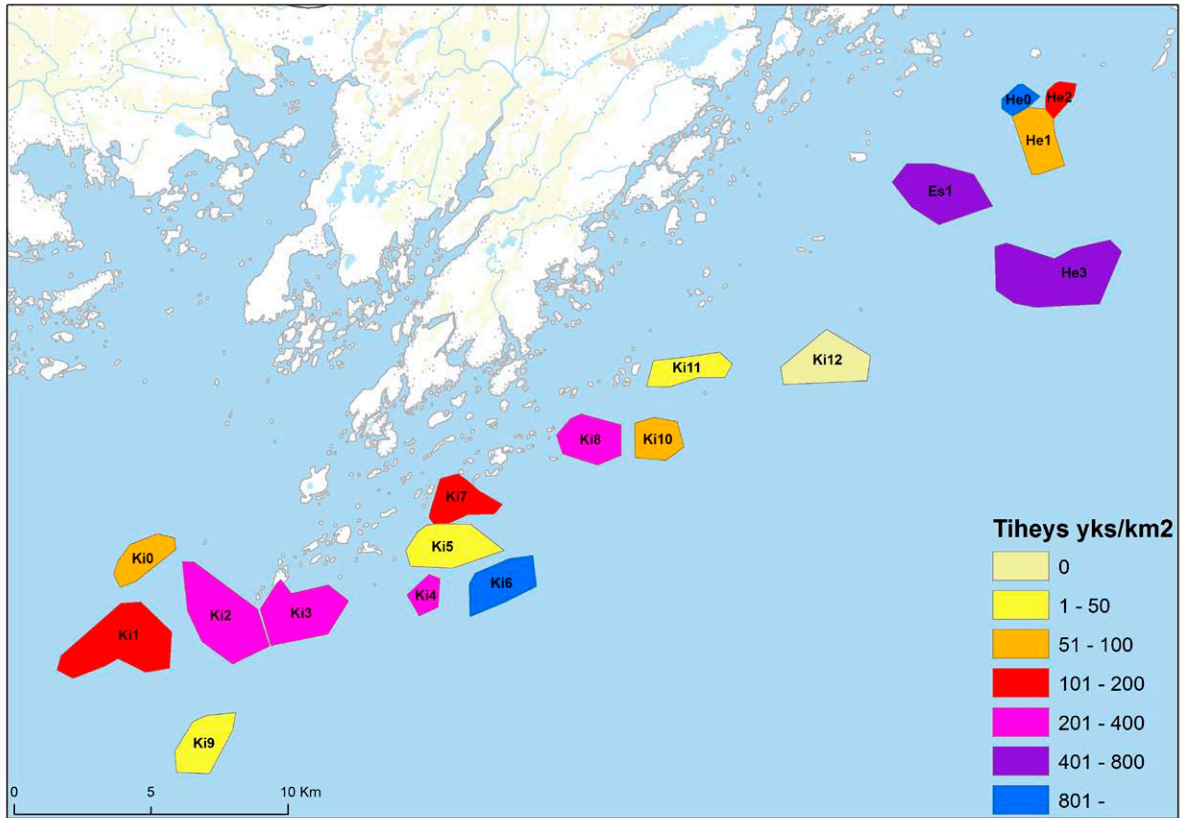 He0
He2
He1
Es1
He3
Ki12
Ki11
Ki8
Ki10
Ki7
Ki5
Ki0
Ki6
Ki4
Ki2
Ki3
Ki1
Ki9
Tiheys yks/km2
0
1 - 50
51 - 100
101 - 200
201 - 400
401 - 800
801 -
0 5 10 Km